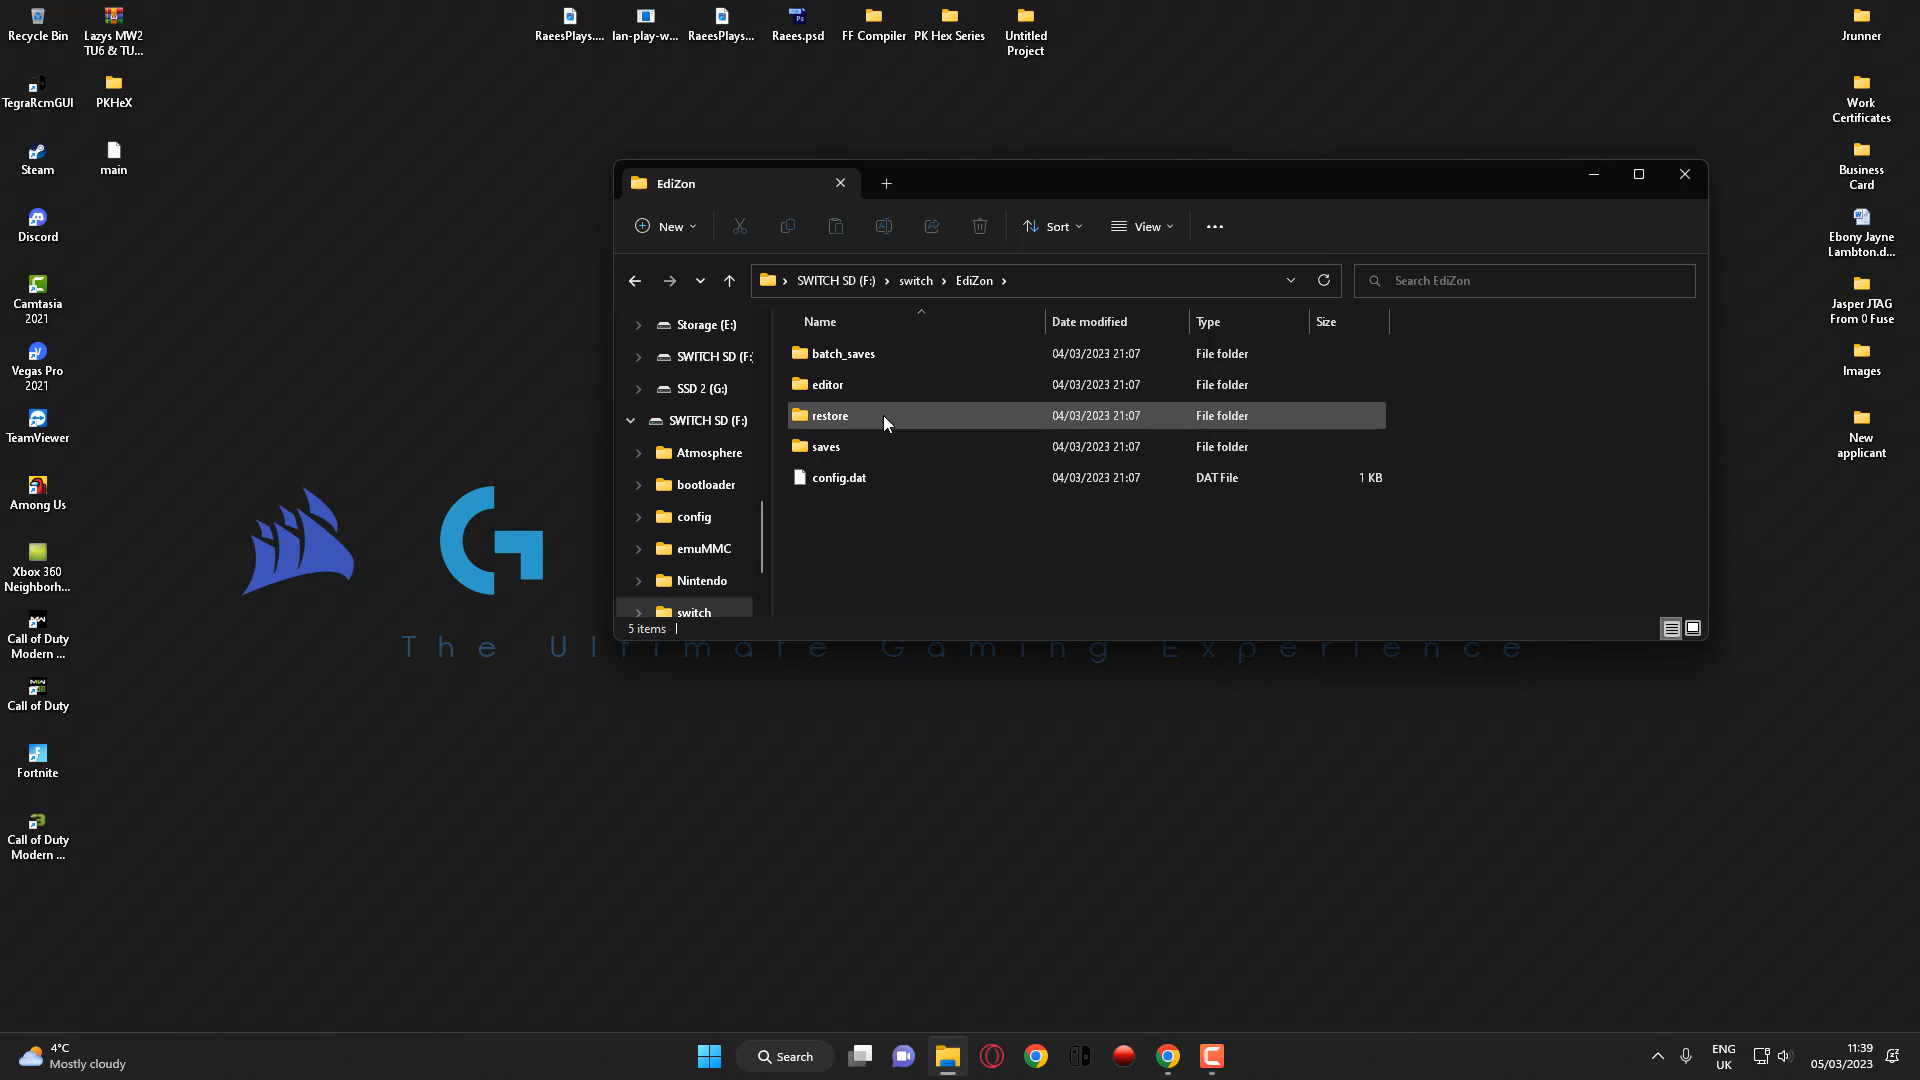 Recycle Bin
Lazys MW2
TU6 & TU...
TegraRcmGUI
PKHeX
Steam
main
Discord
Camtasia
2021
Vegas Pro
2021
TeamViewer
Among Us
Xbox 360
Neighborh...
Call of Duty
Modern ...
Call of Duty
Fortnite
Call of Duty
Modern ...
RaeesPlays....
lan-play-w...
RaeesPlays...
Raees.psd
FF Compiler
PK Hex Series
Untitled
Project
Jrunner
Work
Certificates
Business
Card
Ebony Jayne
Lambton.d...
Jasper JTAG
From 0 Fuse
Images
New
applicant
EdiZon
New
Sort
View
SWITCH SD (F:) > switch > EdiZon >
Search EdiZon
Storage (E:)
SWITCH SD (F:
SSD 2 (G:)
SWITCH SD (F:)
Atmosphere
bootloader
config
emuMMC
Nintendo
switch
Name Date modified Type Size
batch_saves 04/03/2023 21:07 File folder
editor 04/03/2023 21:07 File folder
restore 04/03/2023 21:07 File folder
saves 04/03/2023 21:07 File folder
config.dat 04/03/2023 21:07 DAT File 1 KB
5 items
The Ultimate Gaming Experience
4°C
Mostly cloudy
Search
ENG
UK
11:39
05/03/2023